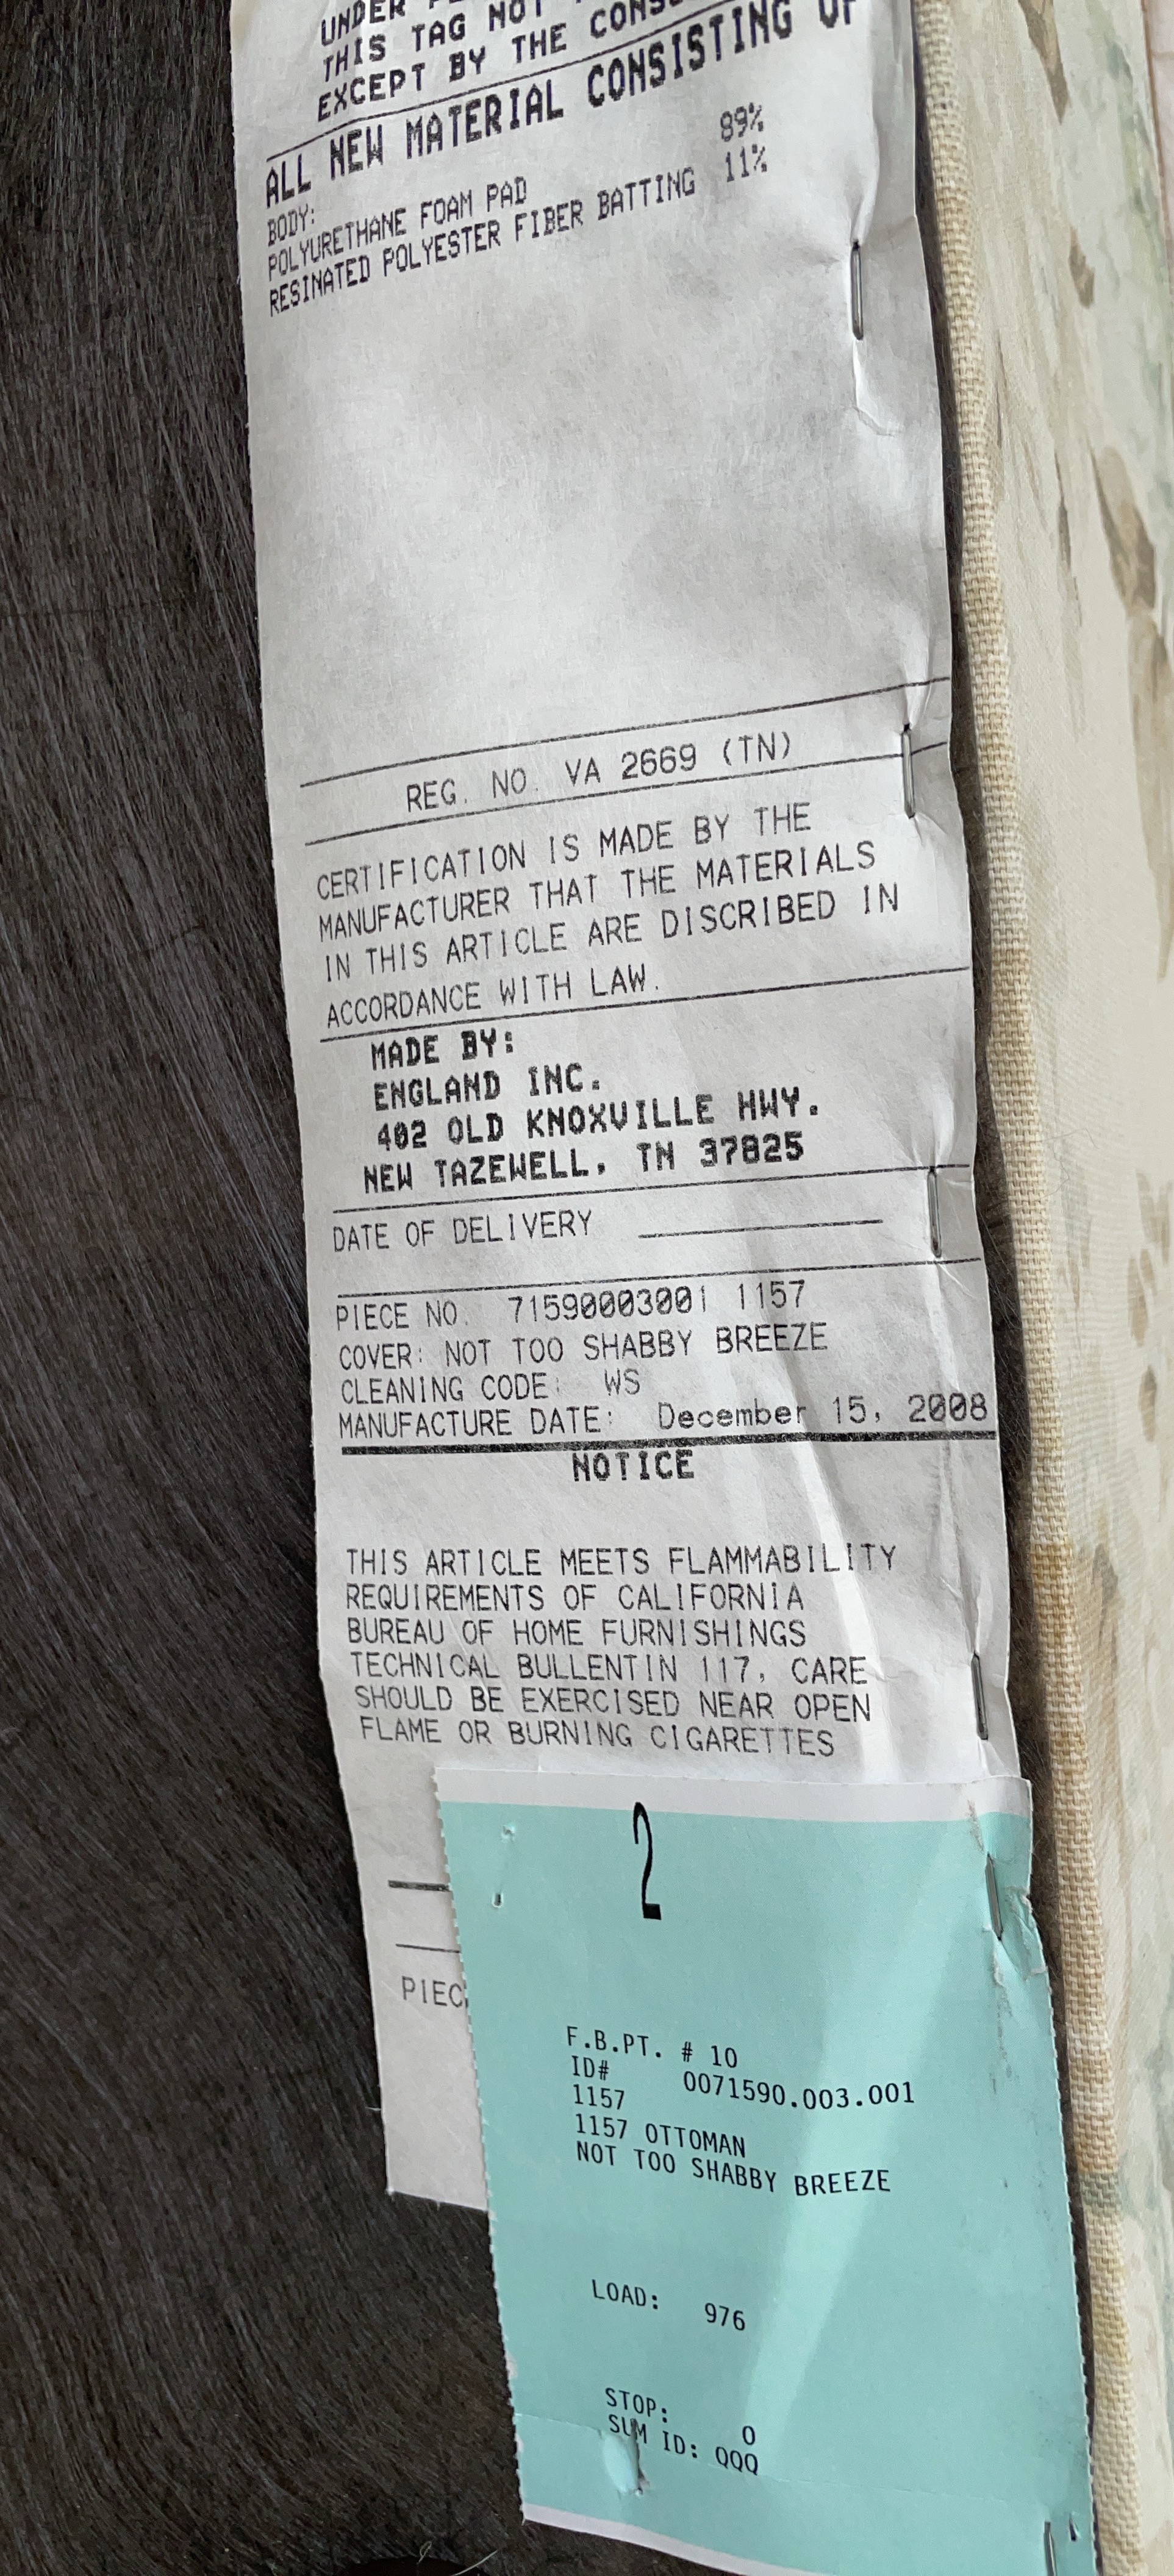 UNDER
THIS TAG NOT
EXCEPT BY THE
ALL NEW MATERIAL CONSISTING OF
BODY:
POLYURETHANE FOAM PAD 89%
RESINATED POLYESTER FIBER BATTING 11%
REG. NO. VA 2669 (TN)
CERTIFICATION IS MADE BY THE
MANUFACTURER THAT THE MATERIALS
IN THIS ARTICLE ARE DISCRIBED IN
ACCORDANCE WITH LAW.
MADE BY:
ENGLAND INC.
402 OLD KNOXVILLE HWY.
NEW TAZEWELL, TN 37825
DATE OF DELIVERY
PIECE NO. 71590003001 1157
COVER: NOT TOO SHABBY BREEZE
CLEANING CODE: WS
MANUFACTURE DATE: December 15, 2008
NOTICE
THIS ARTICLE MEETS FLAMMABILITY
REQUIREMENTS OF CALIFORNIA
BUREAU OF HOME FURNISHINGS
TECHNICAL BULLENTIN 117, CARE
SHOULD BE EXERCISED NEAR OPEN
FLAME OR BURNING CIGARETTES
PIEC
2
F.B.PT. # 10
ID# 0071590.003.001
1157
1157 OTTOMAN
NOT TOO SHABBY BREEZE
LOAD: 976
STOP: 0
SUM ID: QQQ